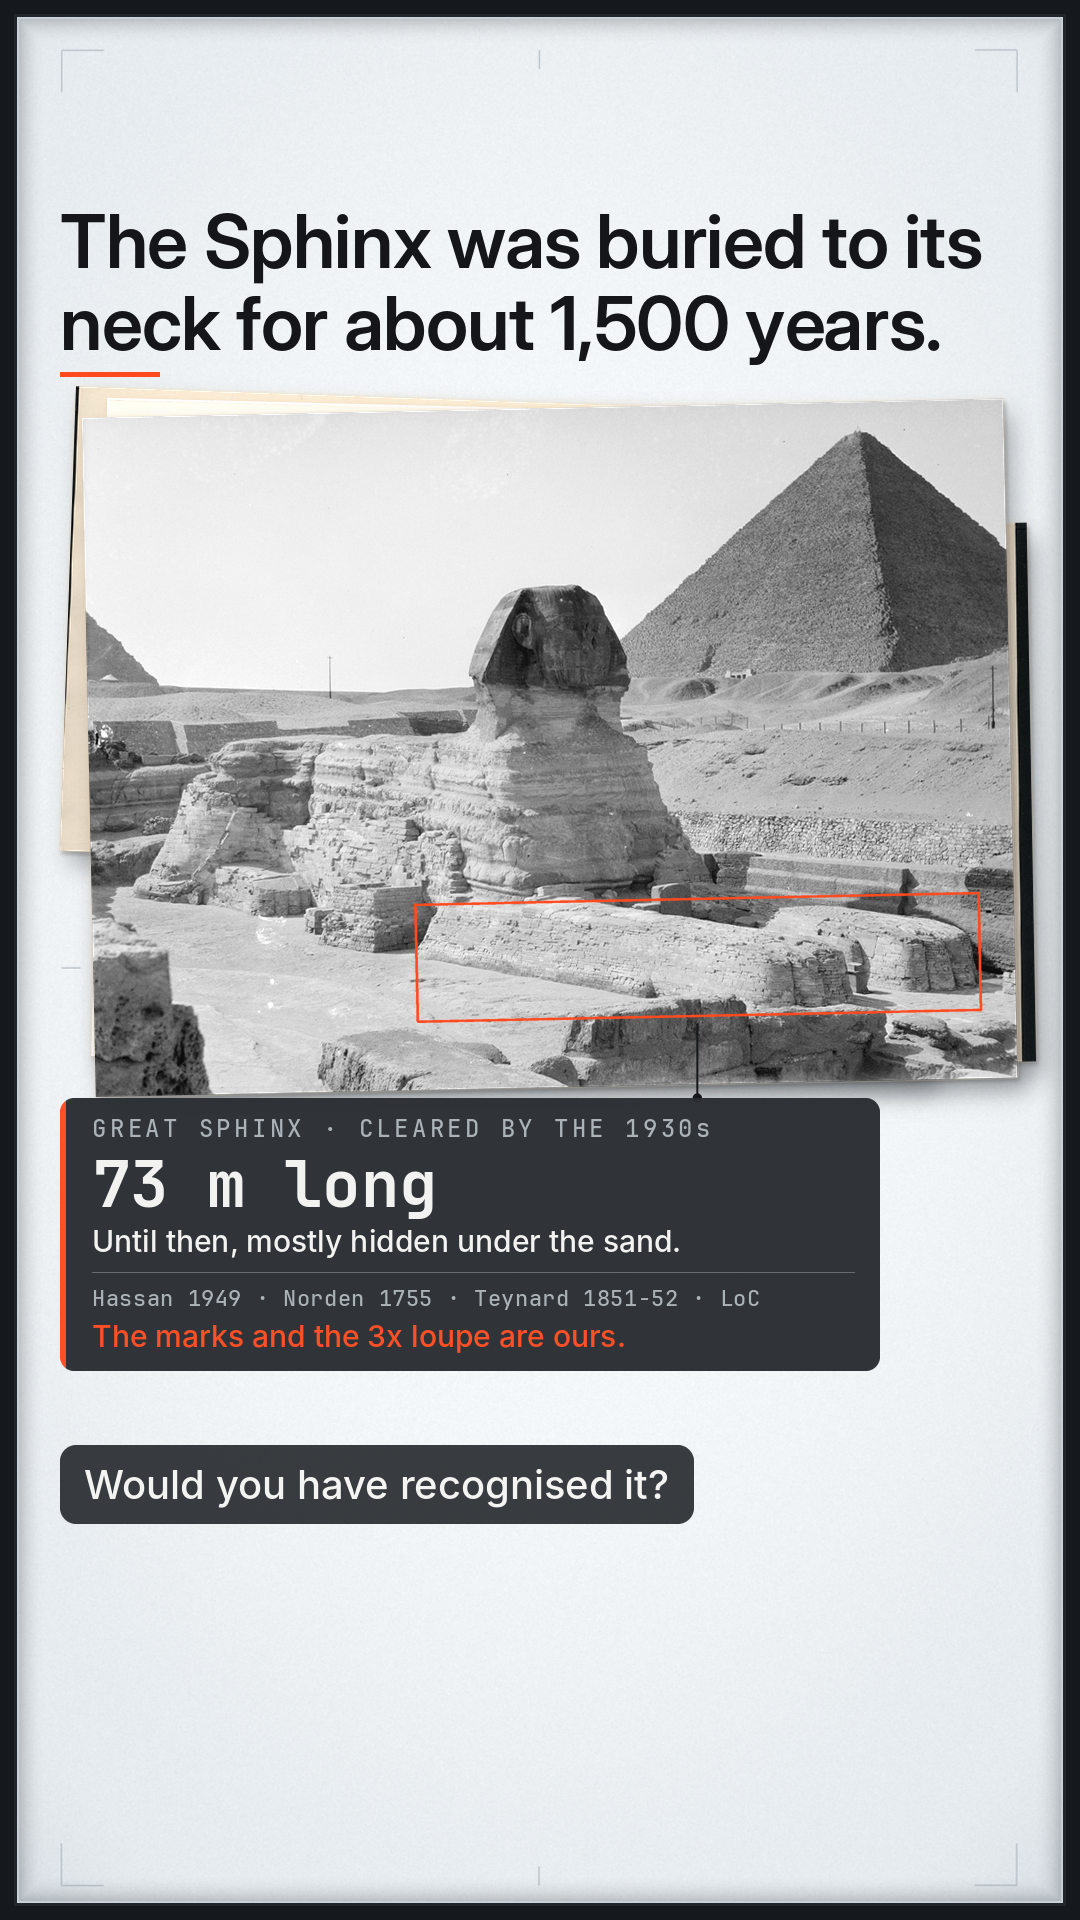 The Sphinx was buried to its
neck for about 1,500 years.
GREAT SPHINX · CLEARED BY THE 1930s
73 m long
Until then, mostly hidden under the sand.
Hassan 1949 · Norden 1755 · Teynard 1851-52 · LoC
The marks and the 3x loupe are ours.
Would you have recognised it?